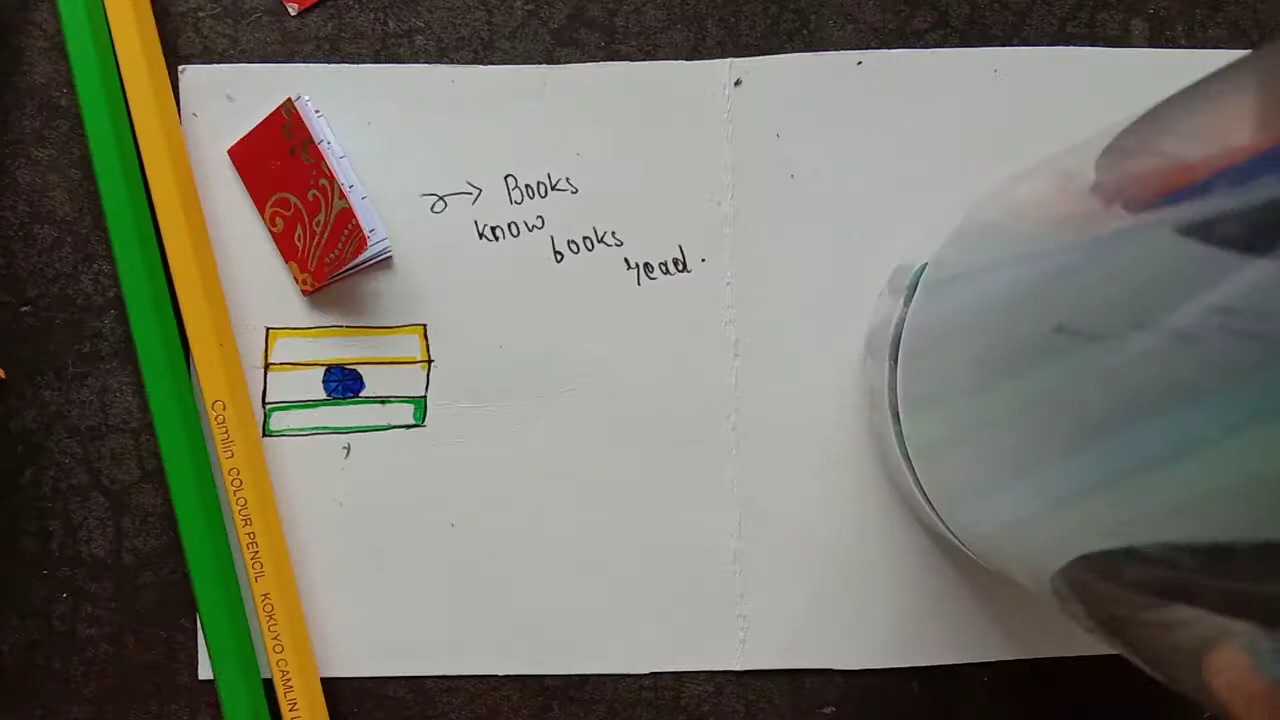 Books
know
books
read.
Camlin COLOUR PENCIL KOKUYO CAMLIN